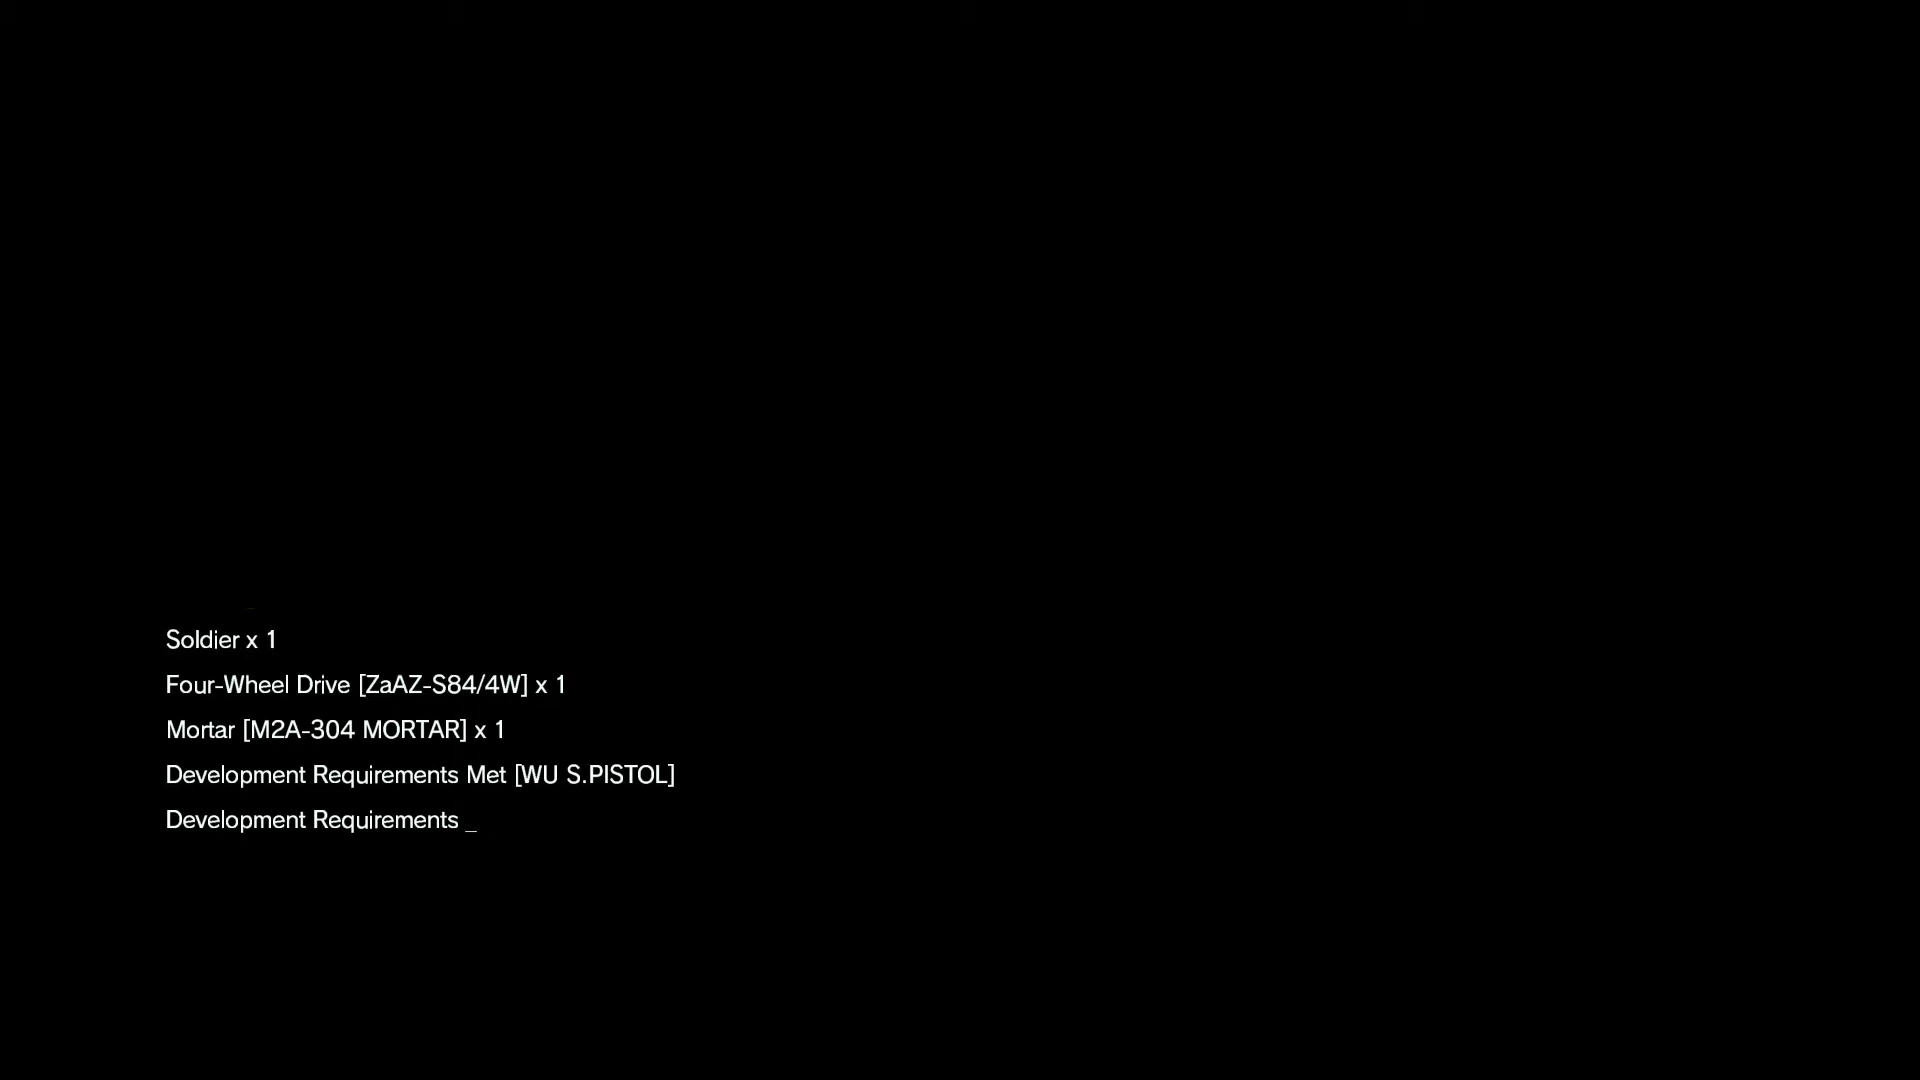 Soldier x 1
Four-Wheel Drive [ZaAZ-S84/4W] x 1
Mortar [M2A-304 MORTAR] x 1
Development Requirements Met [WU S.PISTOL]
Development Requirements _